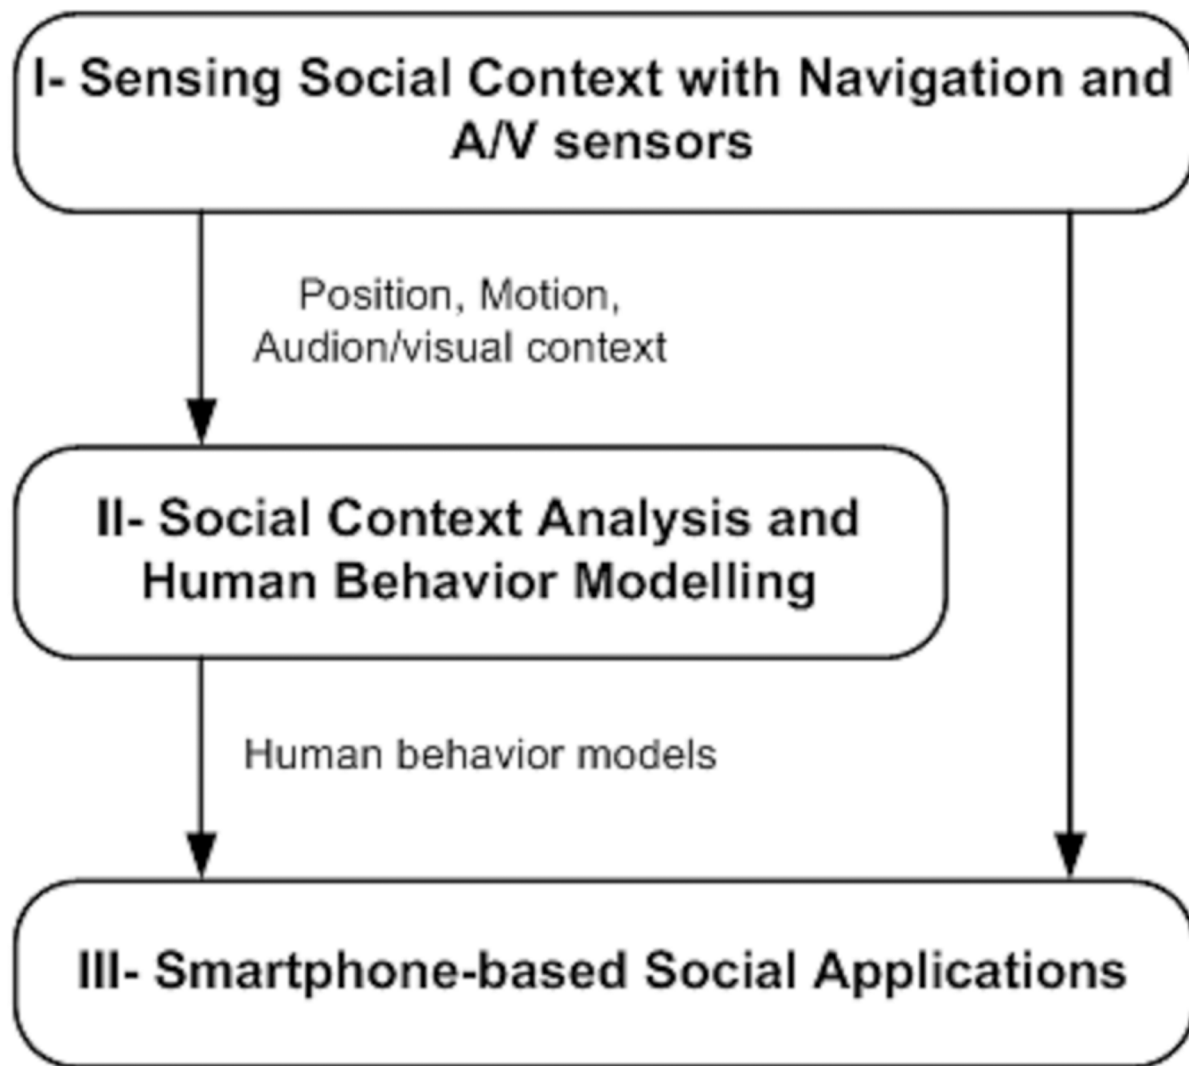 I- Sensing Social Context with Navigation and
A/V sensors
Position, Motion,
Audion/visual context
II- Social Context Analysis and
Human Behavior Modelling
Human behavior models
III- Smartphone-based Social Applications